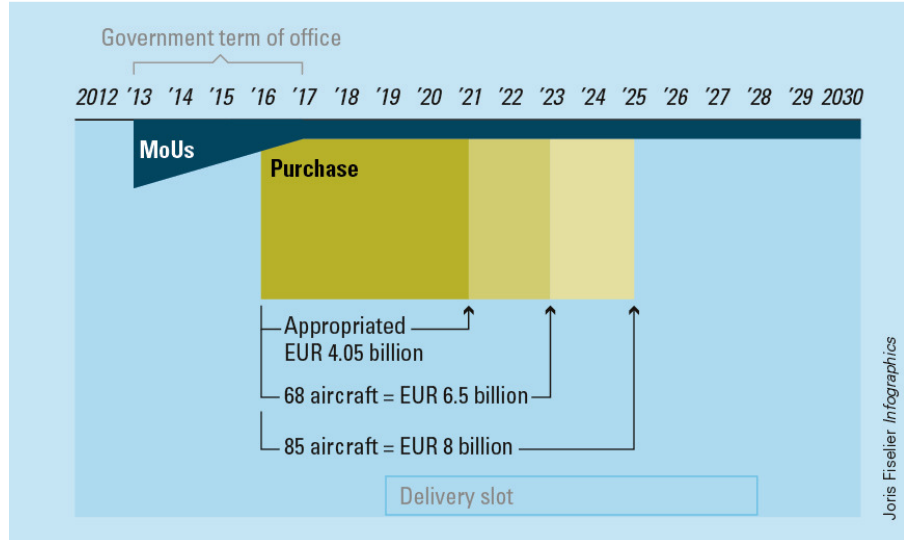 Government term of office
2012 '13 '14 '15 '16 '17 '18 '19 '20 '21 '22 '23 '24 '25 '26 '27 '28 '29 2030
MoUs
Purchase
Appropriated
EUR 4.05 billion
68 aircraft = EUR 6.5 billion
85 aircraft = EUR 8 billion
Delivery slot
Joris Fiselier Infographics